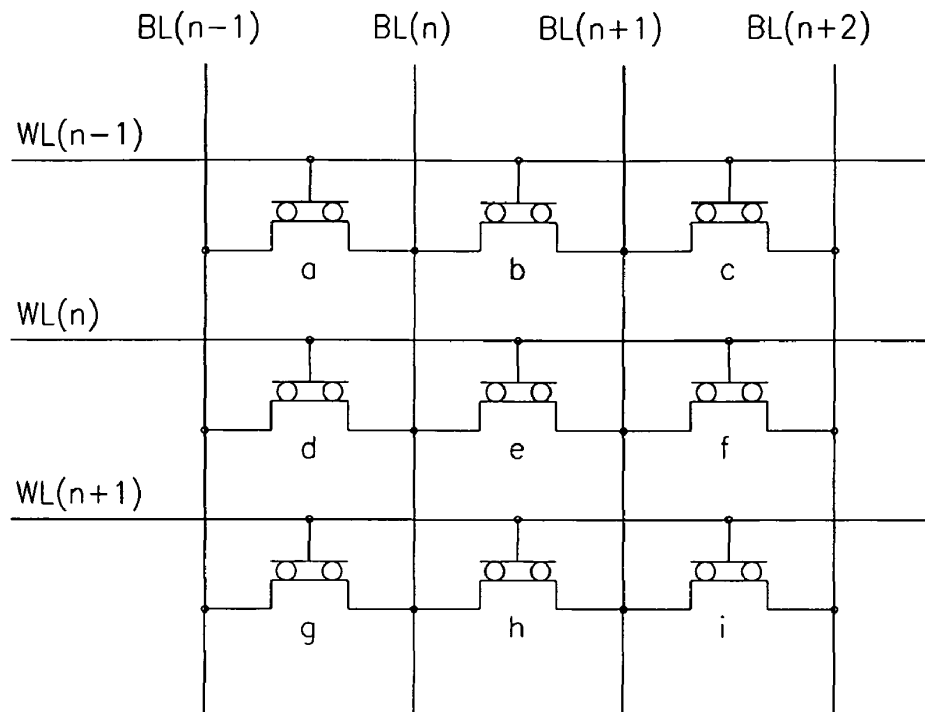 BL(n-1) BL(n) BL(n+1) BL(n+2)
WL(n-1)
a b c
WL(n)
d e f
WL(n+1)
g h i